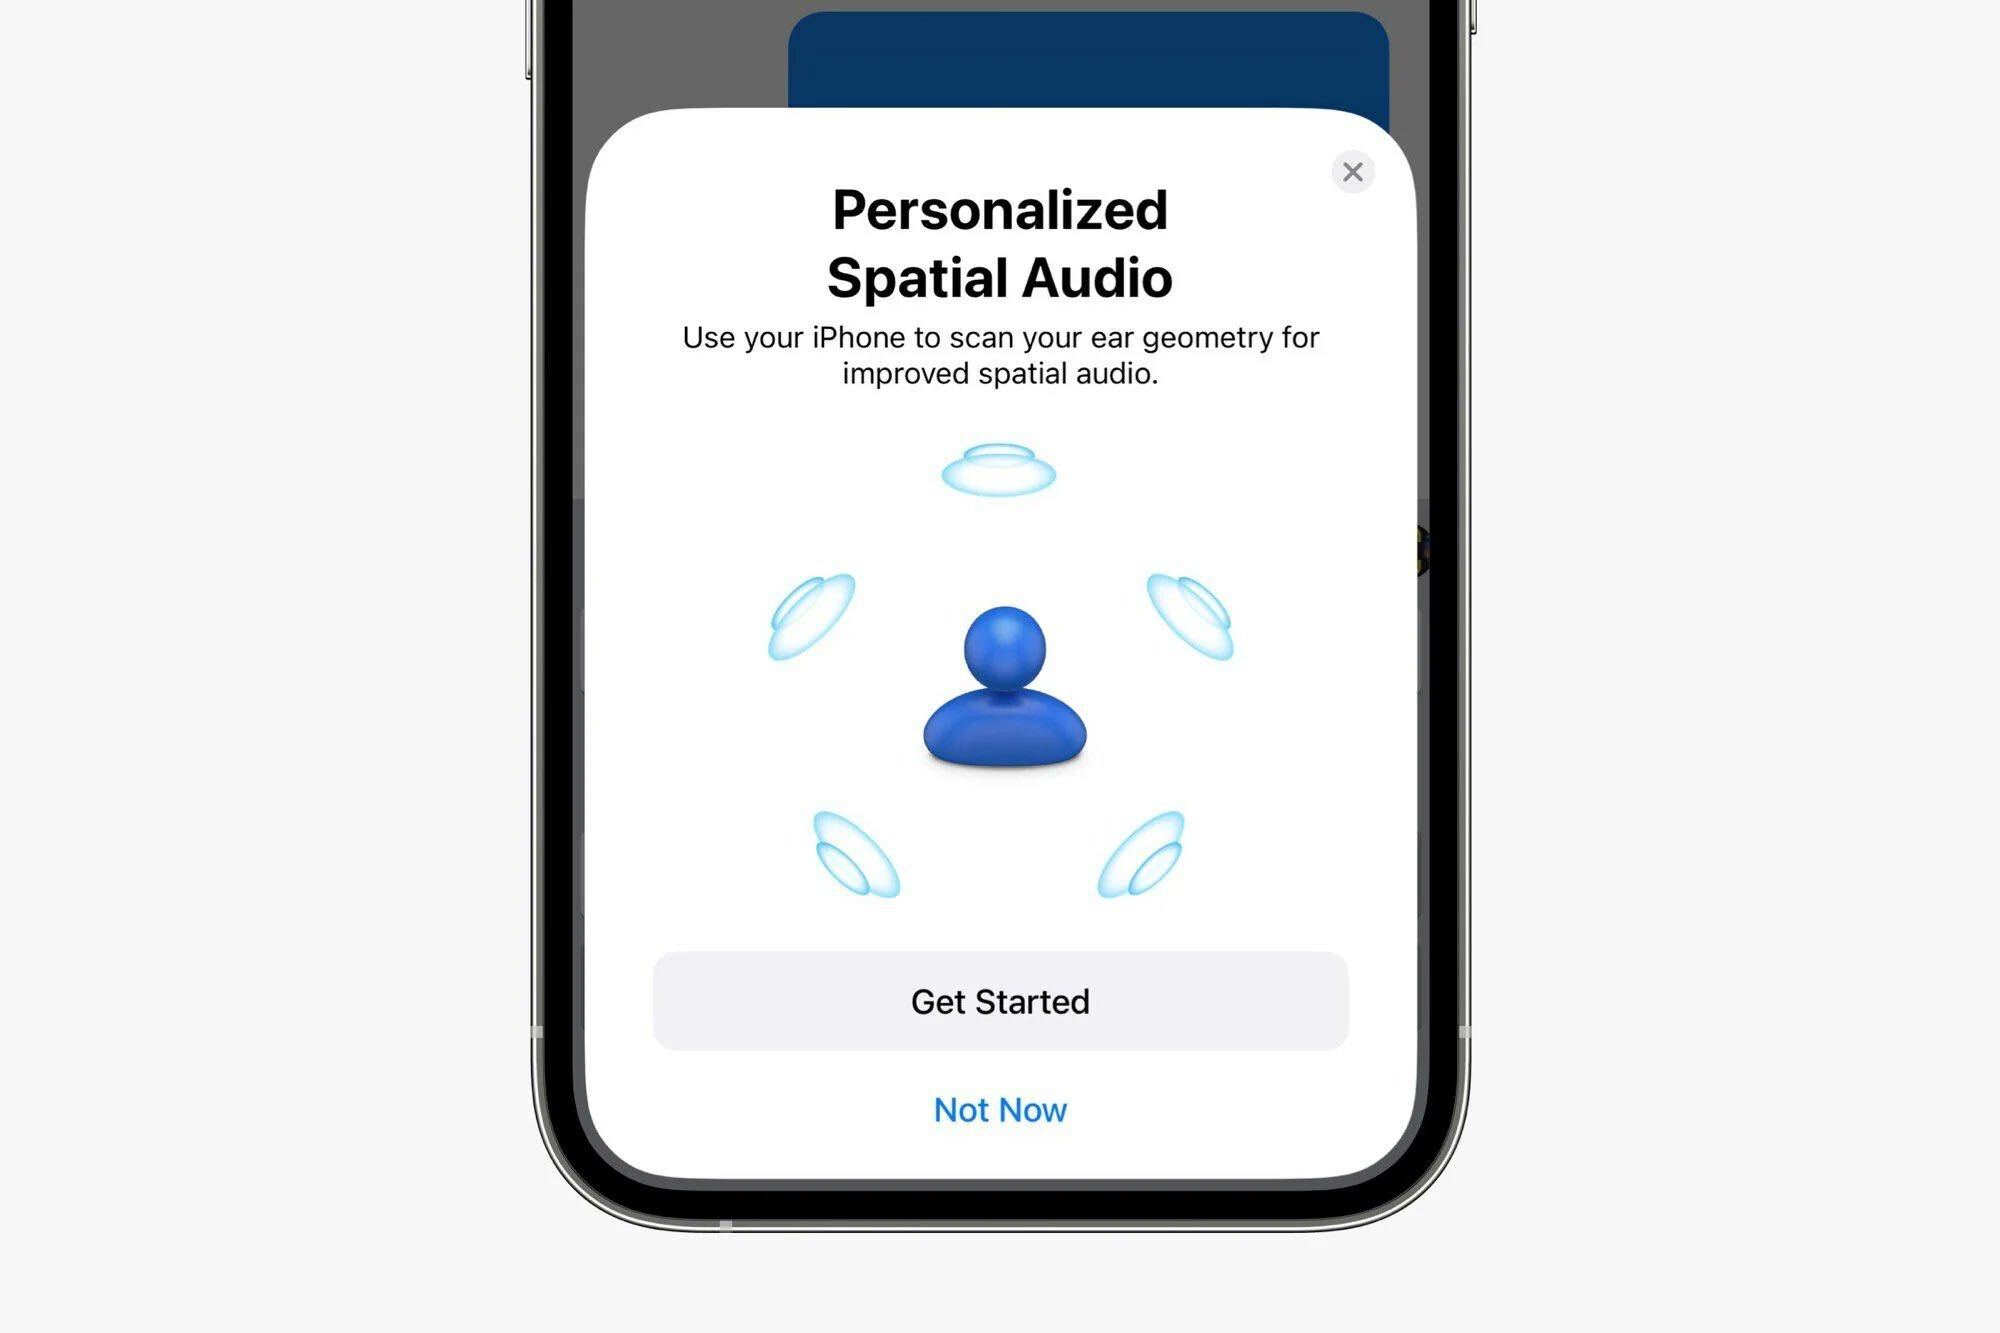 Personalized
Spatial Audio
Use your iPhone to scan your ear geometry for
improved spatial audio.
Get Started
Not Now